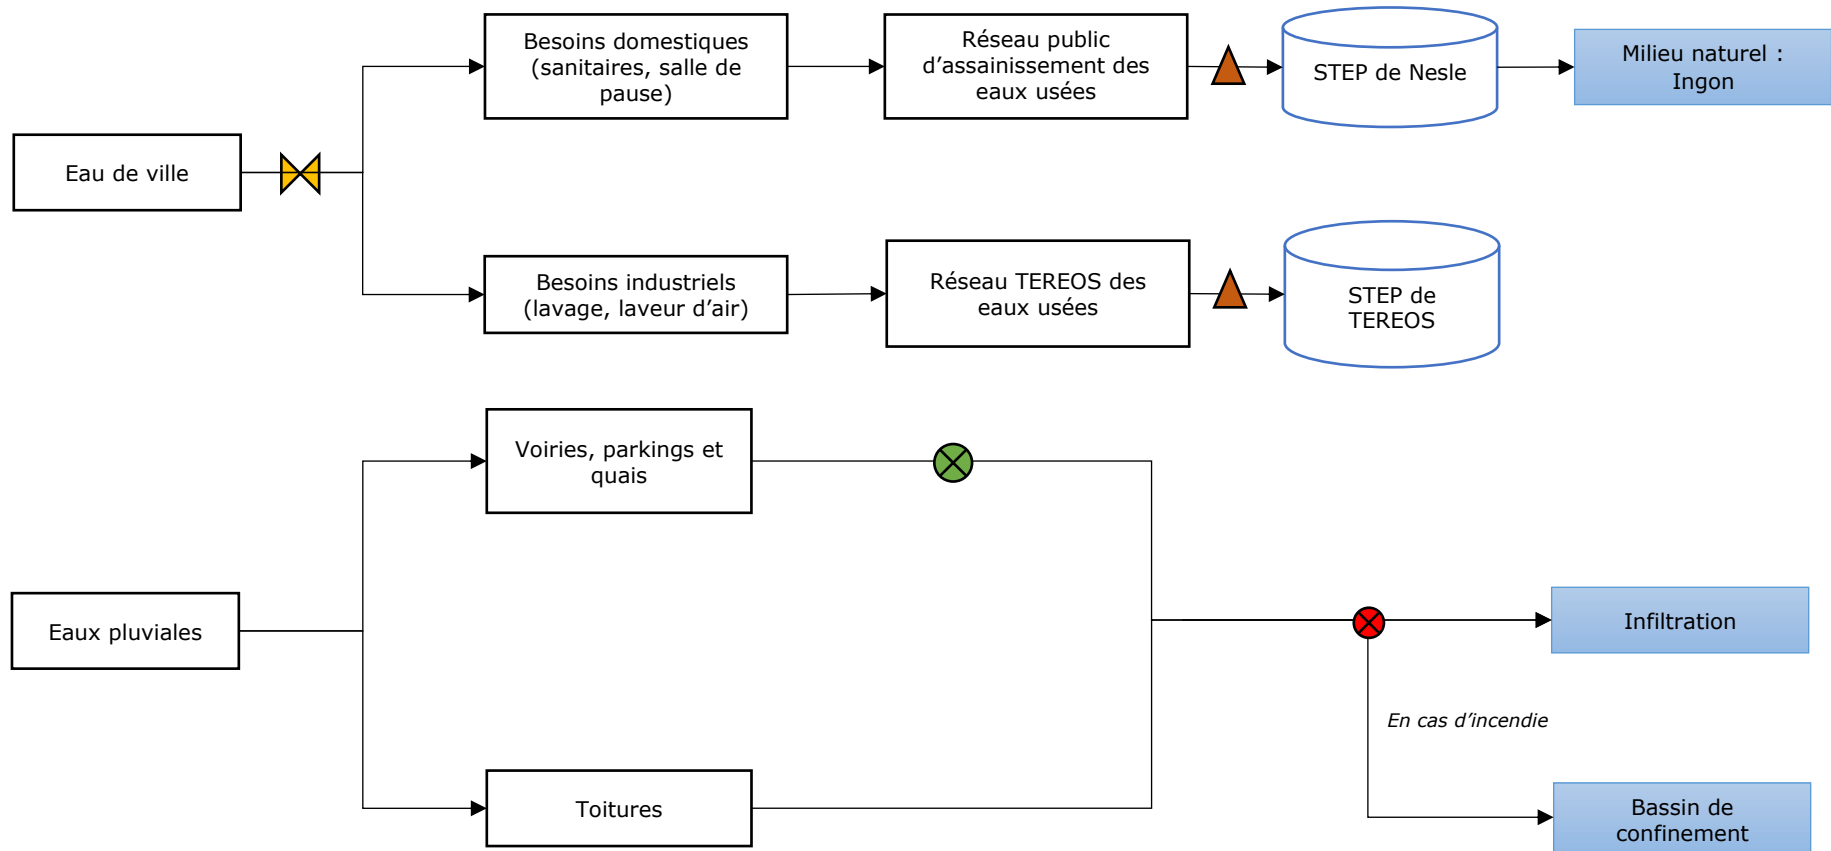 Besoins domestiques
(sanitaires, salle de
pause)
Réseau public
d’assainissement des
eaux usées
STEP de Nesle
Milieu naturel :
Ingon
Eau de ville
Besoins industriels
(lavage, laveur d’air)
Réseau TEREOS des
eaux usées
STEP de
TEREOS
Voiries, parkings et
quais
Eaux pluviales
Infiltration
En cas d’incendie
Toitures
Bassin de
confinement